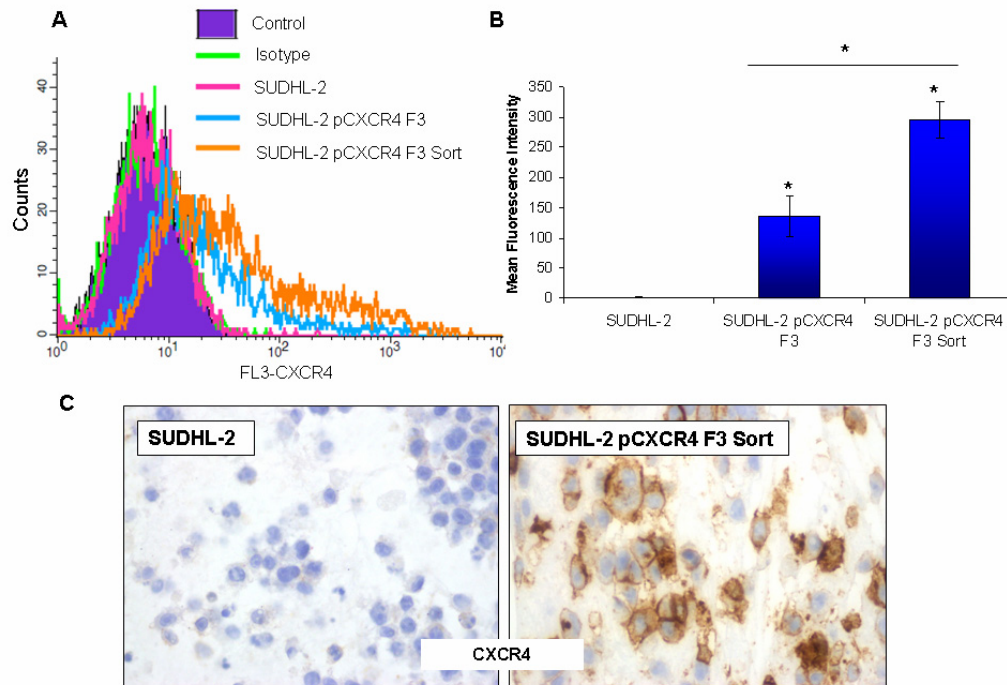 A
Control
Isotype
SUDHL-2
SUDHL-2 pCXCR4 F3
SUDHL-2 pCXCR4 F3 Sort
Counts
40
30
20
10
0
10^0
10^1
10^2
10^3
10^4
FL3-CXCR4
B
*
*
*
Mean Fluorescence Intensity
350
300
250
200
150
100
50
0
SUDHL-2
SUDHL-2 pCXCR4
F3
SUDHL-2 pCXCR4
F3 Sort
C
SUDHL-2
SUDHL-2 pCXCR4 F3 Sort
CXCR4